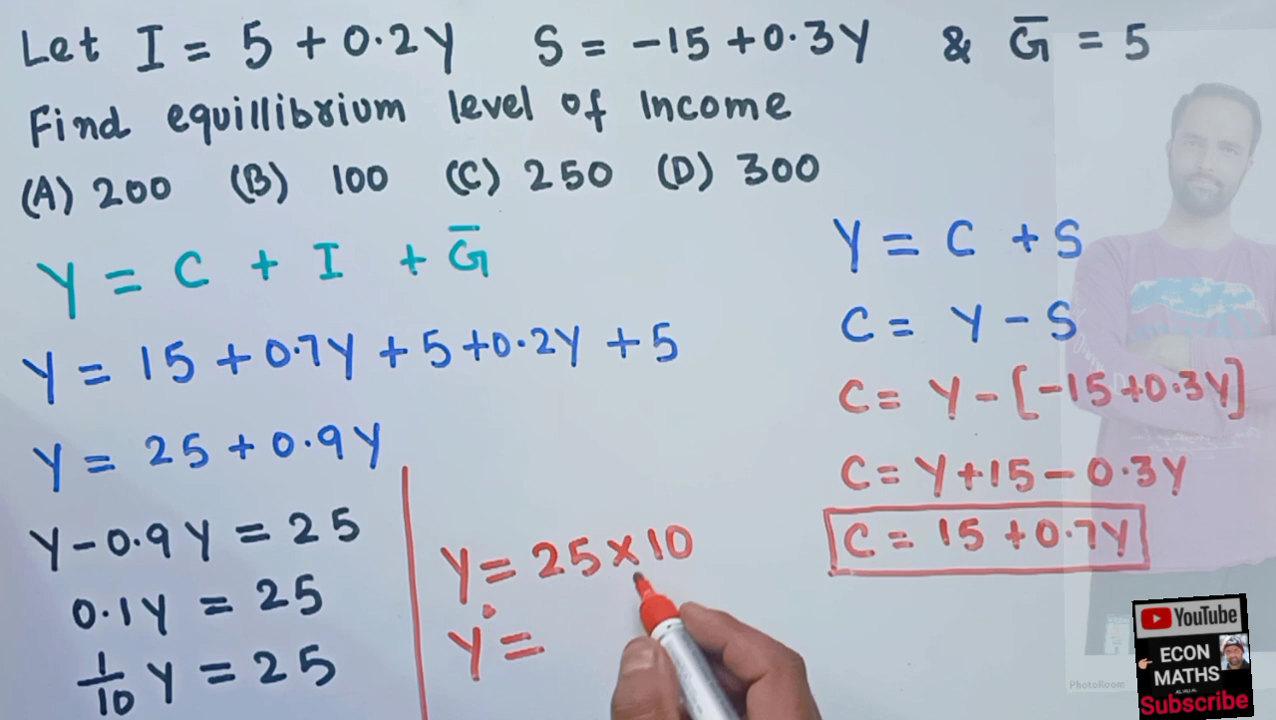 Let I = 5 + 0.2Y S = -15 + 0.3Y & G̅ = 5
Find equillibrium level of Income
(A) 200 (B) 100 (C) 250 (D) 300
Y = C + I + G̅
Y = 15 + 0.7Y + 5 + 0.2Y + 5
Y = 25 + 0.9Y
Y - 0.9Y = 25
0.1Y = 25
1/10 Y = 25
Y = 25 × 10
Y =
Y = C + S
C = Y - S
C = Y - [-15 + 0.3Y]
C = Y + 15 - 0.3Y
C = 15 + 0.7Y
PhotoRoom
YouTube
ECON
MATHS
Subscribe